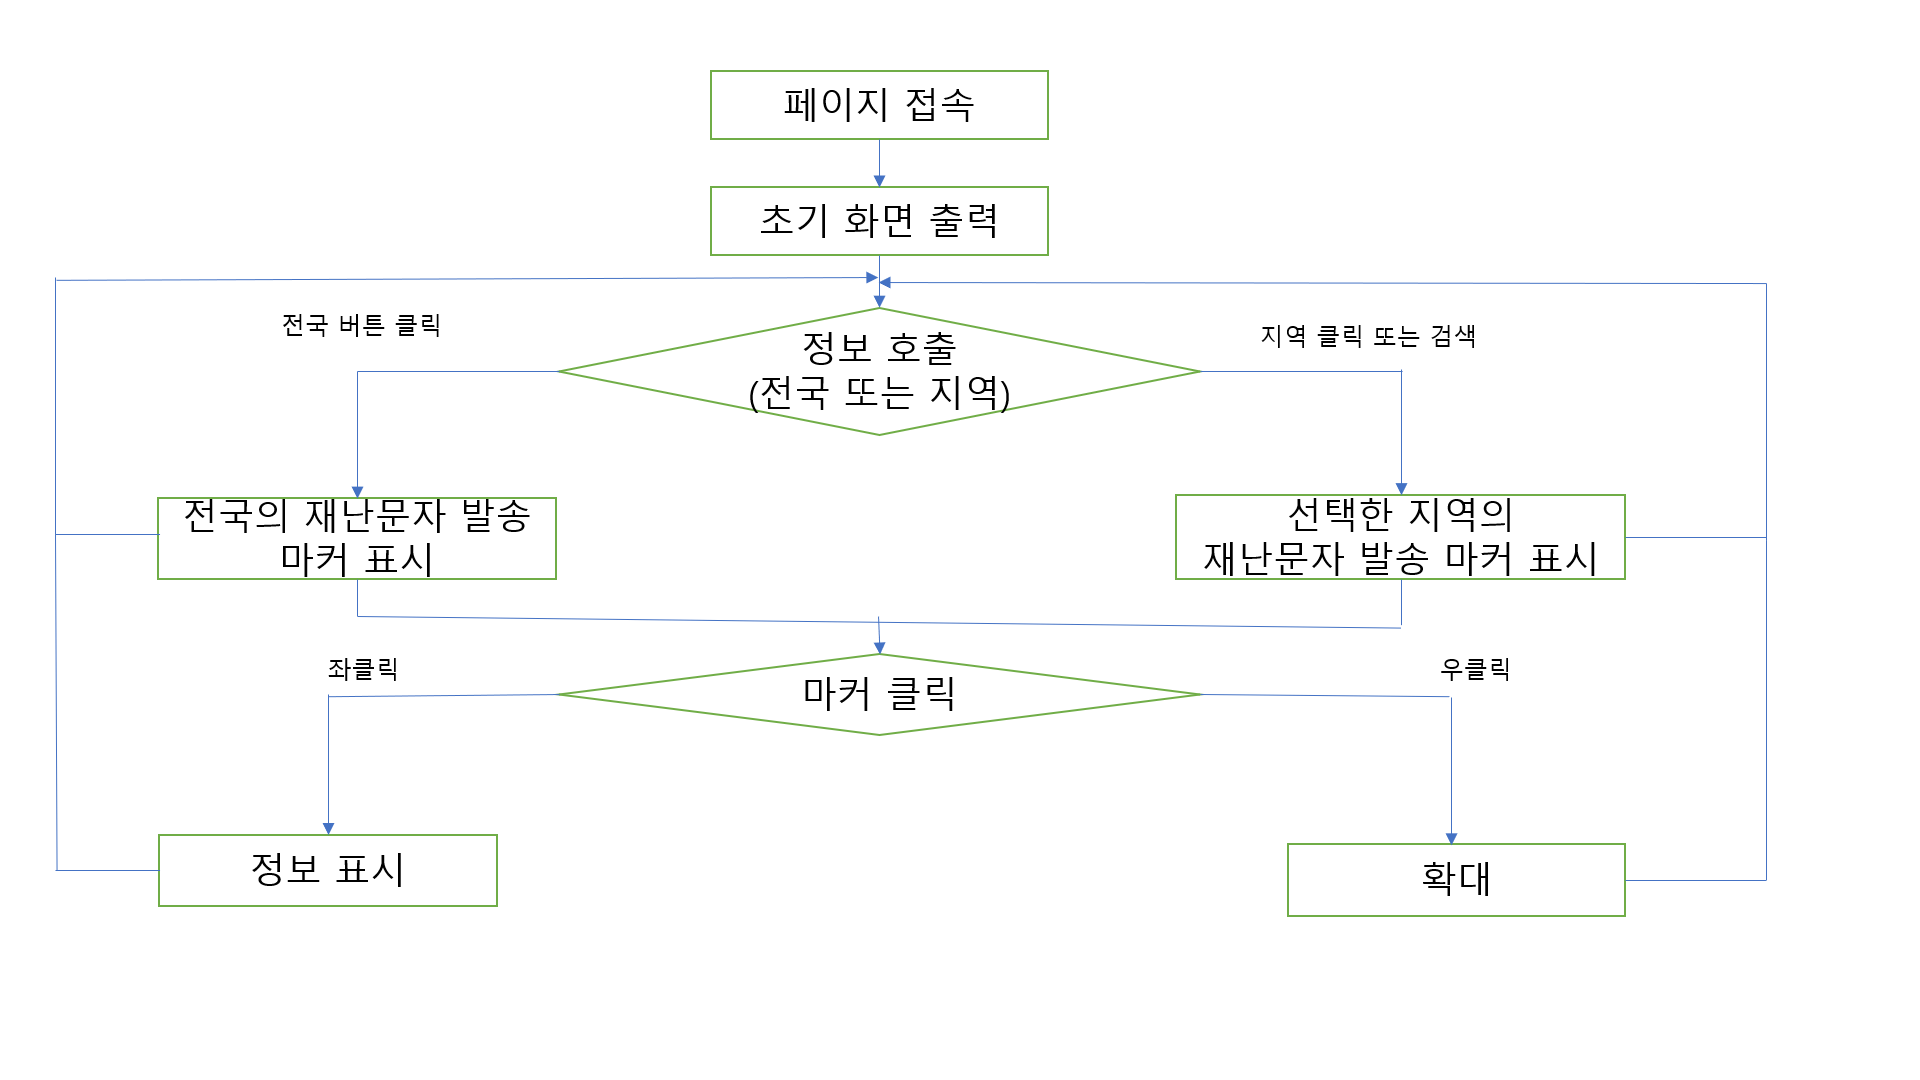 페이지 접속
초기 화면 출력
전국 버튼 클릭
정보 호출
(전국 또는 지역)
지역 클릭 또는 검색
전국의 재난문자 발송
마커 표시
선택한 지역의
재난문자 발송 마커 표시
좌클릭
마커 클릭
우클릭
정보 표시
확대